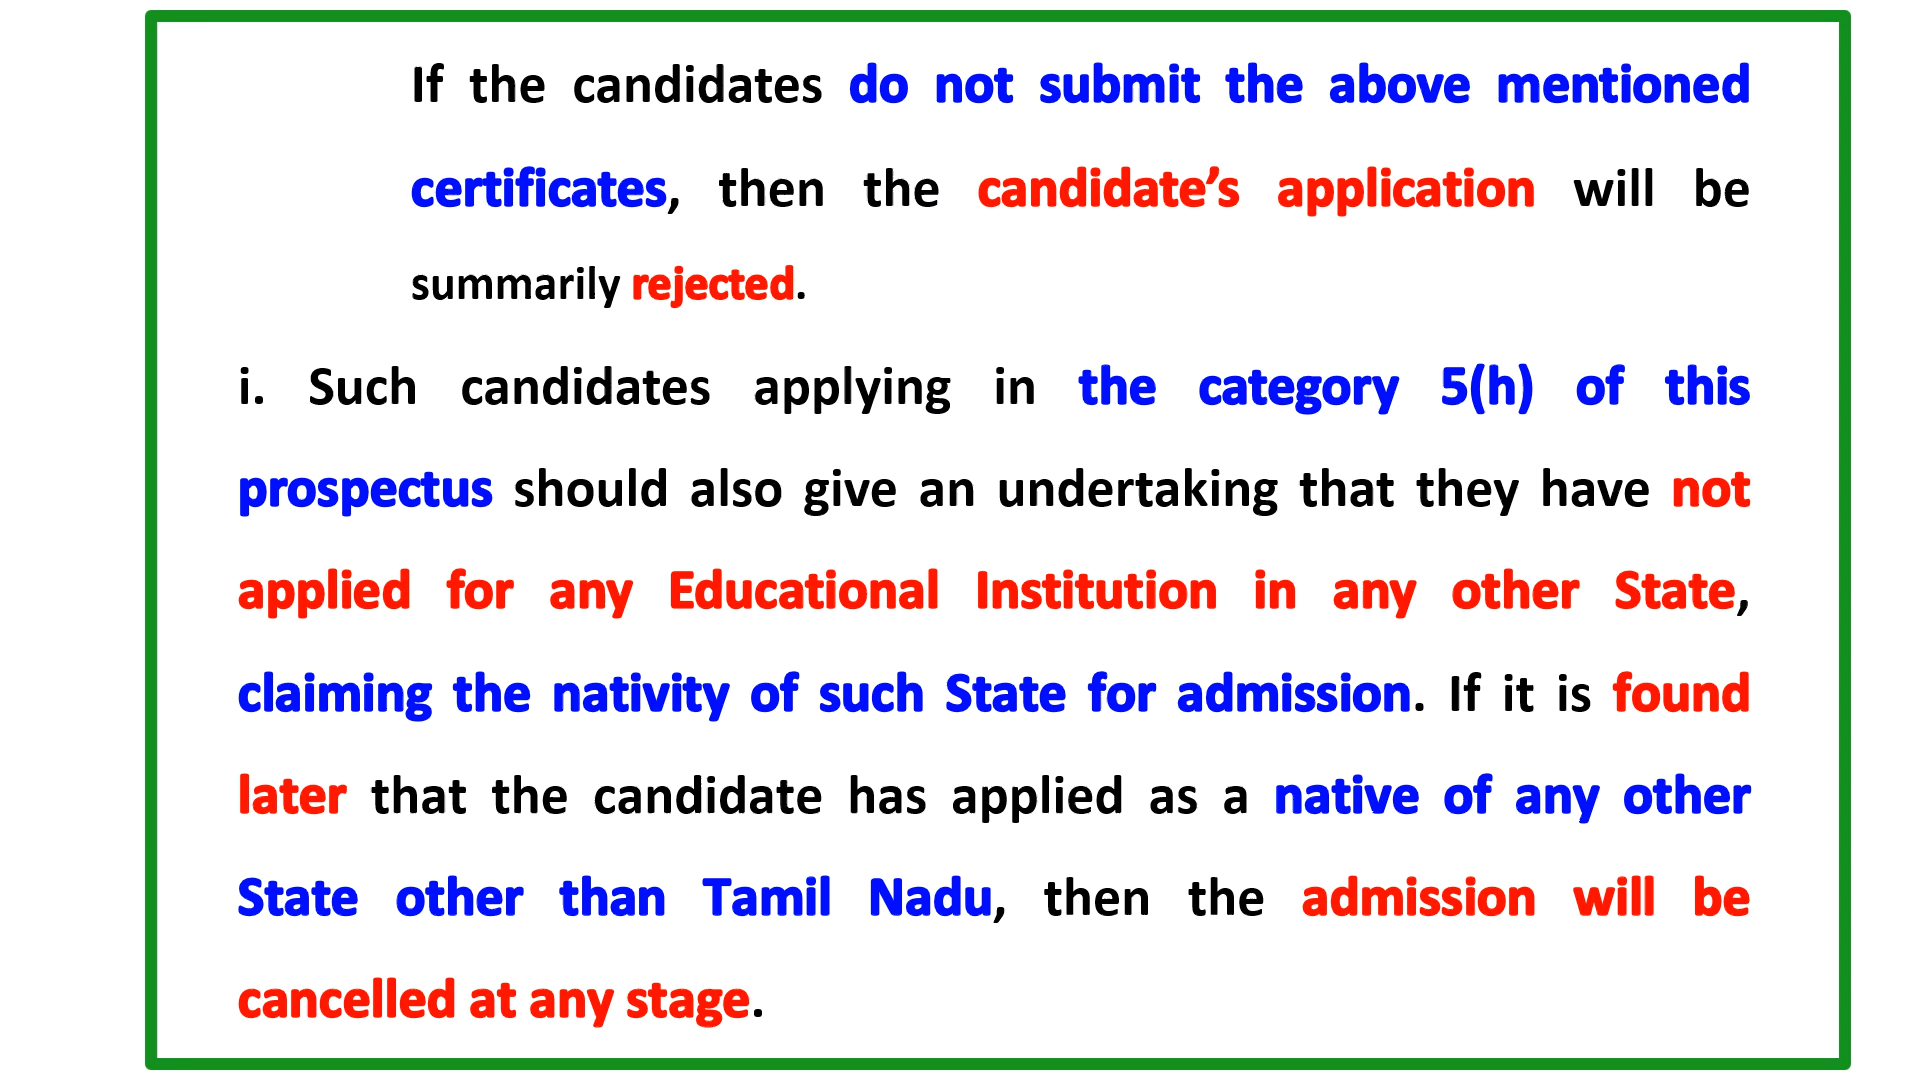 If the candidates do not submit the above mentioned
certificates, then the candidate’s application will be
summarily rejected.
i. Such candidates applying in the category 5(h) of this
prospectus should also give an undertaking that they have not
applied for any Educational Institution in any other State,
claiming the nativity of such State for admission. If it is found
later that the candidate has applied as a native of any other
State other than Tamil Nadu, then the admission will be
cancelled at any stage.